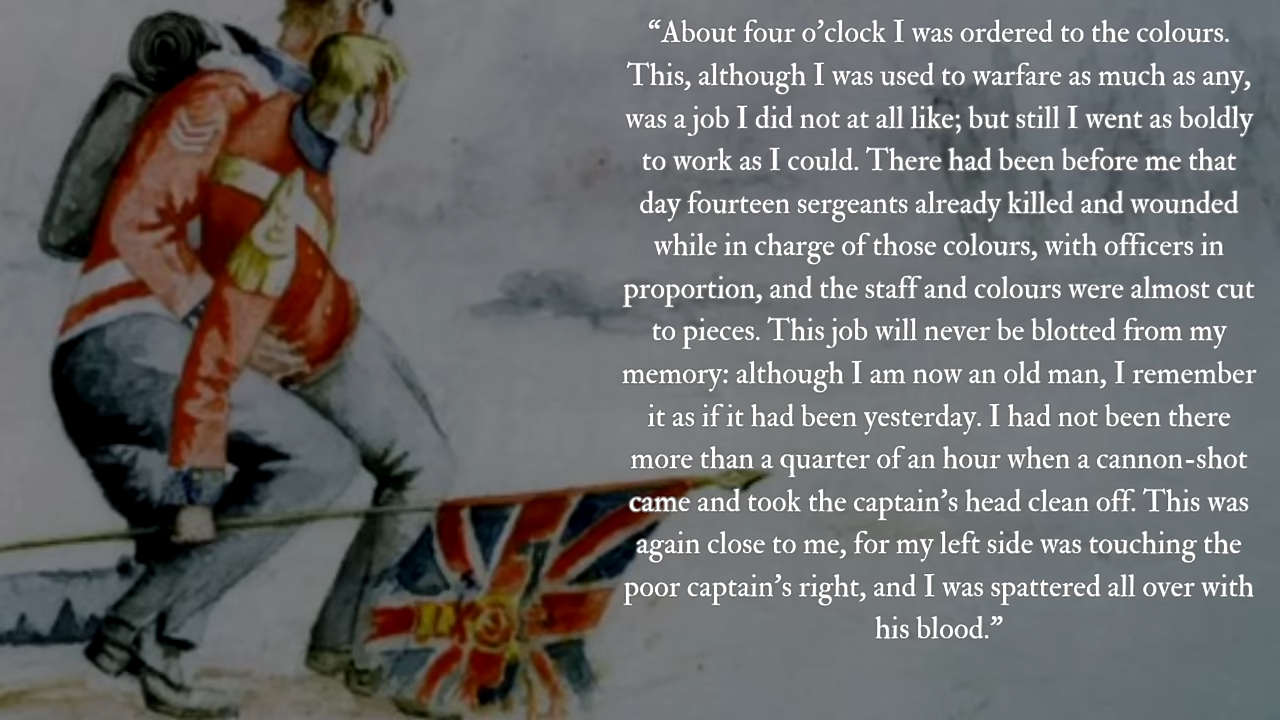 “About four o’clock I was ordered to the colours.
This, although I was used to warfare as much as any,
was a job I did not at all like; but still I went as boldly
to work as I could. There had been before me that
day fourteen sergeants already killed and wounded
while in charge of those colours, with officers in
proportion, and the staff and colours were almost cut
to pieces. This job will never be blotted from my
memory: although I am now an old man, I remember
it as if it had been yesterday. I had not been there
more than a quarter of an hour when a cannon-shot
came and took the captain’s head clean off. This was
again close to me, for my left side was touching the
poor captain’s right, and I was spattered all over with
his blood.”